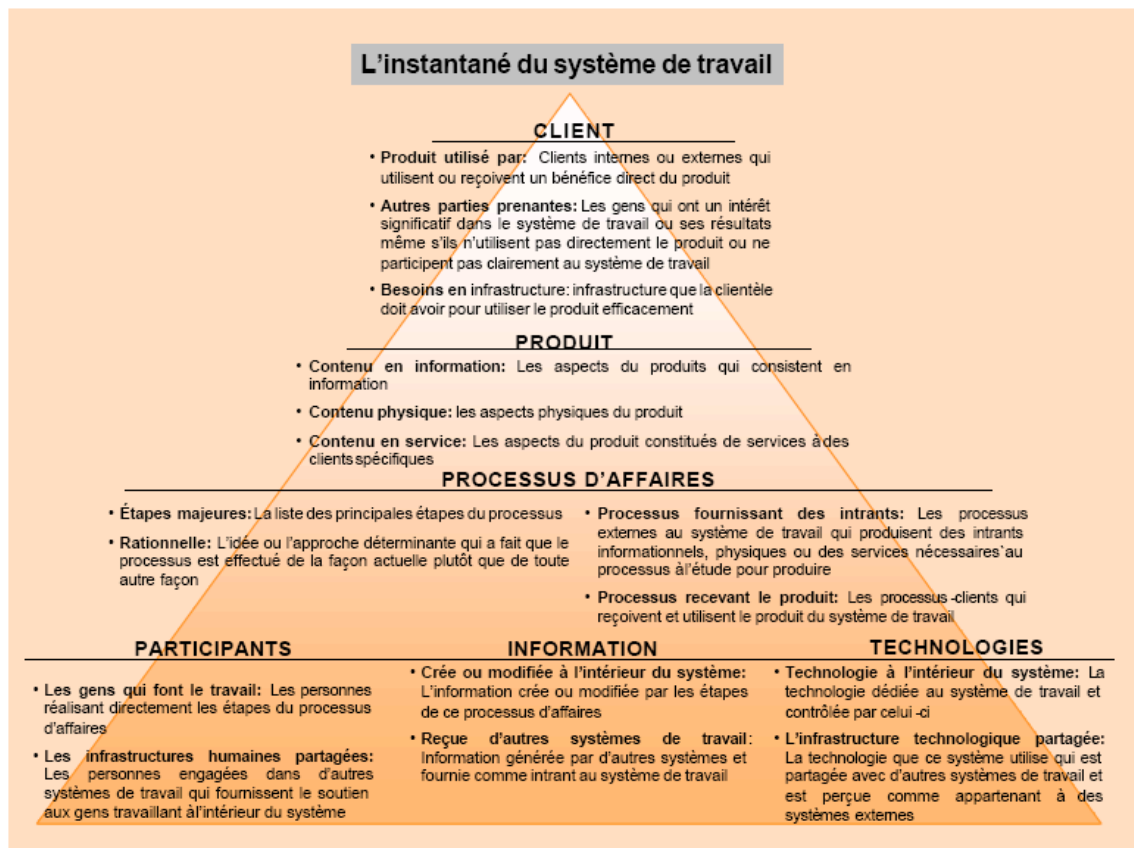 L'instantané du système de travail
CLIENT
• Produit utilisé par: Clients internes ou externes qui
utilisent ou reçoivent un bénéfice direct du produit
• Autres parties prenantes: Les gens qui ont un intérêt
significatif dans le système de travail ou ses résultats
même s'ils n'utilisent pas directement le produit ou ne
participent pas clairement au système de travail
• Besoins en infrastructure: infrastructure que la clientèle
doit avoir pour utiliser le produit efficacement
PRODUIT
• Contenu en information: Les aspects du produits qui consistent en
information
• Contenu physique: les aspects physiques du produit
• Contenu en service: Les aspects du produit constitués de services à des
clients spécifiques
PROCESSUS D'AFFAIRES
• Étapes majeures: La liste des principales étapes du processus
• Rationnelle: L'idée ou l'approche déterminante qui a fait que le
processus est effectué de la façon actuelle plutôt que de toute
autre façon
• Processus fournissant des intrants: Les processus
externes au système de travail qui produisent des intrants
informationnels, physiques ou des services nécessaires`au
processus àl'étude pour produire
• Processus recevant le produit: Les processus -clients qui
reçoivent et utilisent le produit du système de travail
PARTICIPANTS
• Les gens qui font le travail: Les personnes
réalisant directement les étapes du processus
d'affaires
• Les infrastructures humaines partagées:
Les personnes engagées dans d'autres
systèmes de travail qui fournissent le soutien
aux gens travaillant àl'intérieur du système
INFORMATION
• Crée ou modifiée à l'intérieur du système:
L'information crée ou modifiée par les étapes
de ce processus d'affaires
• Reçue d'autres systèmes de travail:
Information générée par d'autres systèmes et
fournie comme intrant au système de travail
TECHNOLOGIES
• Technologie à l'intérieur du système: La
technologie dédiée au système de travail et
contrôlée par celui -ci
• L'infrastructure technologique partagée:
La technologie que ce système utilise qui est
partagée avec d'autres systèmes de travail et
est perçue comme appartenant à des
systèmes externes